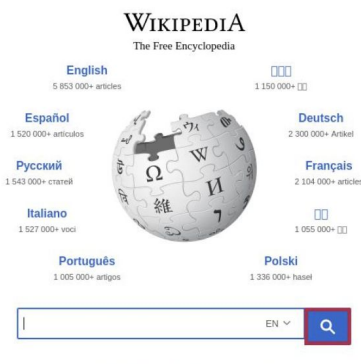 WIKIPEDIA
The Free Encyclopedia
English
5 853 000+ articles
1 150 000+
Español
1 520 000+ artículos
Deutsch
2 300 000+ Artikel
Русский
1 543 000+ статей
Français
2 104 000+ articles
Italiano
1 527 000+ voci
1 055 000+
Português
1 005 000+ artigos
Polski
1 336 000+ haseł
Ω
W
И
維
EN